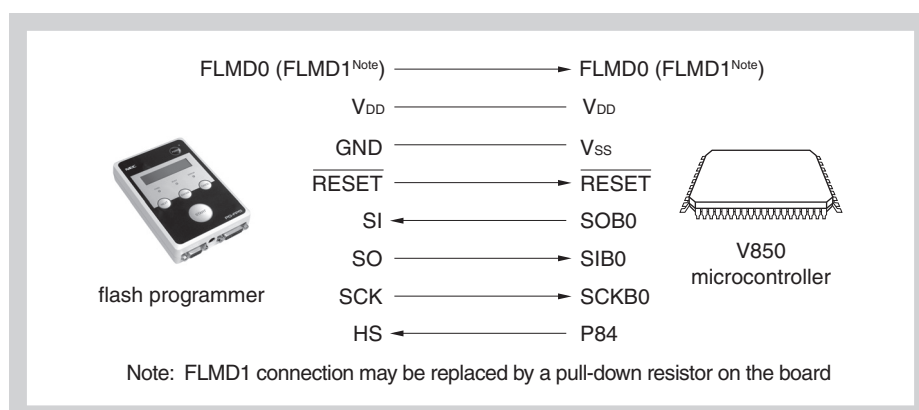 FLMD0 (FLMD1Note) FLMD0 (FLMD1Note)
VDD VDD
GND VSS
RESET RESET
SI SOB0
SO SIB0
SCK SCKB0
HS P84
NEC
flash programmer
V850
microcontroller
Note: FLMD1 connection may be replaced by a pull-down resistor on the board